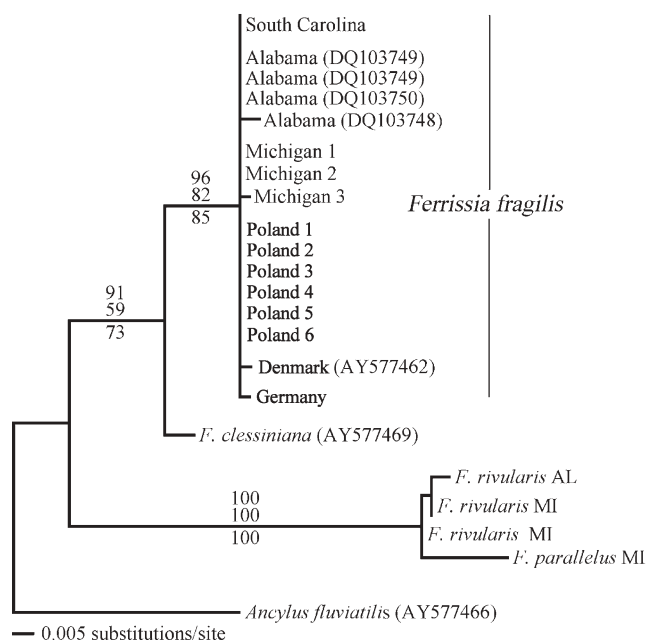 South Carolina
Alabama (DQ103749)
Alabama (DQ103749)
Alabama (DQ103750)
Alabama (DQ103748)
Michigan 1
Michigan 2
96
82
85
Michigan 3
Ferrissia fragilis
Poland 1
Poland 2
Poland 3
Poland 4
Poland 5
Poland 6
91
59
73
Denmark (AY577462)
Germany
F. clessiniana (AY577469)
F. rivularis AL
F. rivularis MI
F. rivularis MI
F. parallelus MI
100
100
100
Ancylus fluviatilis (AY577466)
0.005 substitutions/site